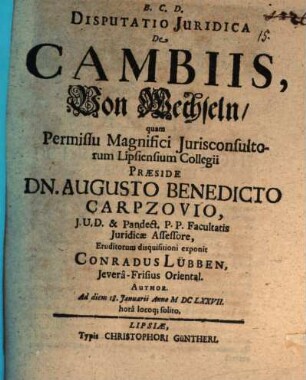 B. C. D.
DISPUTATIO JURIDICA
De
CAMBIIS,
Von Wechseln/
quam
Permissu Magnifici Jurisconsulto-
rum Lipsiensium Collegii
PRÆSIDE
DN. AUGUSTO BENEDICTO
CARPZOVIO,
J. U. D. & Pandect. P. P. Facultatis
Juridicæ Assessore,
Eruditorum disquisitioni exponit
CONRADUS LÜBBEN,
Jeverâ-Frisius Oriental.
AUTHOR.
Ad diem 18. Januarii Anno M DC LXXVII.
horâ locoq; solito.
LIPSIÆ,
Typis CHRISTOPHORI GÜNTHERI.
15.